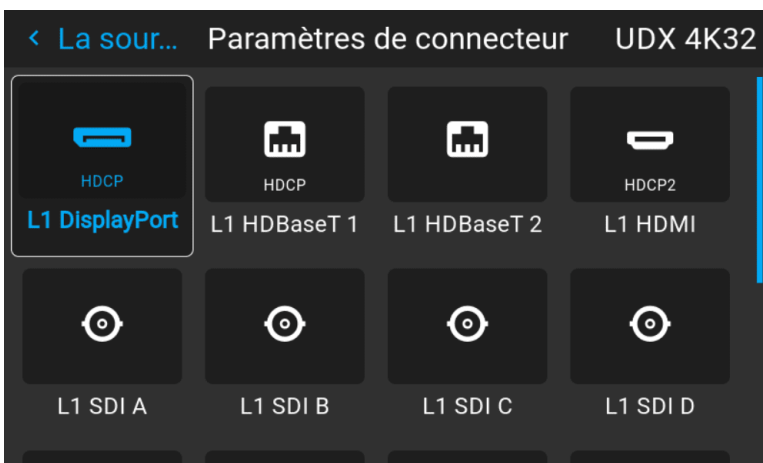 < La sour... Paramètres de connecteur UDX 4K32
HDCP HDCP HDCP2
L1 DisplayPort L1 HDBaseT 1 L1 HDBaseT 2 L1 HDMI
L1 SDI A L1 SDI B L1 SDI C L1 SDI D